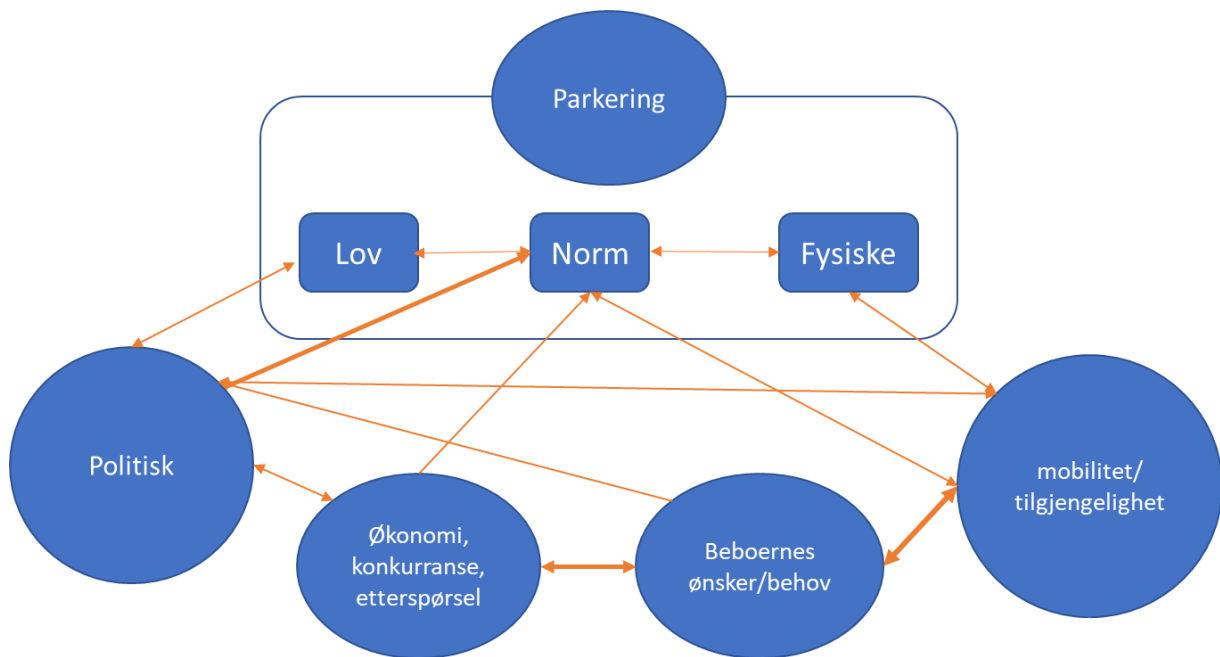 Parkering
Lov
Norm
Fysiske
Politisk
Økonomi,
konkurranse,
etterspørsel
Beboernes
ønsker/behov
mobilitet/
tilgjengelighet